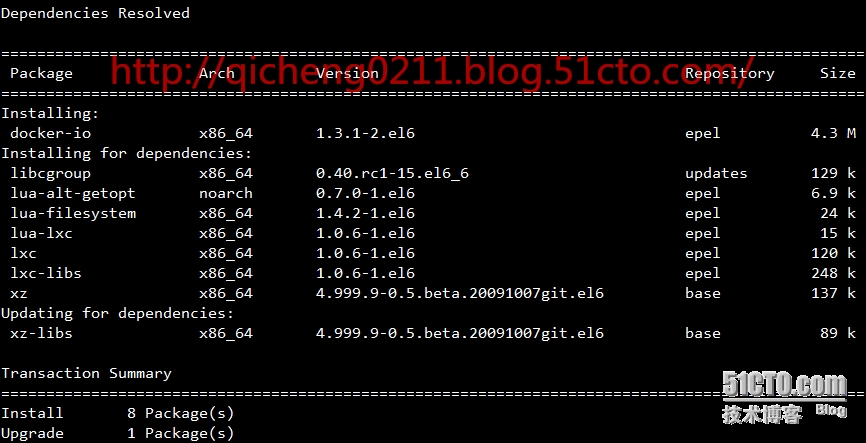 Dependencies Resolved
================================================================================
Package Arch Version Repository Size
http://qicheng0211.blog.51cto.com/
================================================================================
Installing:
docker-io x86_64 1.3.1-2.el6 epel 4.3 M
Installing for dependencies:
libcgroup x86_64 0.40.rc1-15.el6_6 updates 129 k
lua-alt-getopt noarch 0.7.0-1.el6 epel 6.9 k
lua-filesystem x86_64 1.4.2-1.el6 epel 24 k
lua-lxc x86_64 1.0.6-1.el6 epel 15 k
lxc x86_64 1.0.6-1.el6 epel 120 k
lxc-libs x86_64 1.0.6-1.el6 epel 248 k
xz x86_64 4.999.9-0.5.beta.20091007git.el6 base 137 k
Updating for dependencies:
xz-libs x86_64 4.999.9-0.5.beta.20091007git.el6 base 89 k
Transaction Summary
================================================================================
Install 8 Package(s)
Upgrade 1 Package(s)
51CTO.com
技术博客 Blog